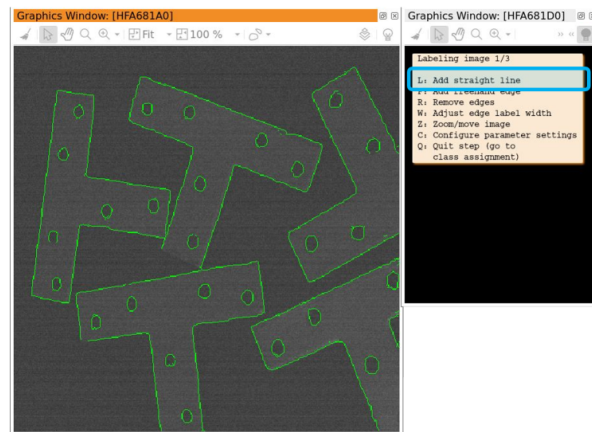 Graphics Window: [HFA681A0]
Fit
100 %
Graphics Window: [HFA681D0]
Labeling image 1/3
L: Add straight line
F: Add freehand edge
R: Remove edges
W: Adjust edge label width
Z: Zoom/move image
C: Configure parameter settings
Q: Quit step (go to
class assignment)